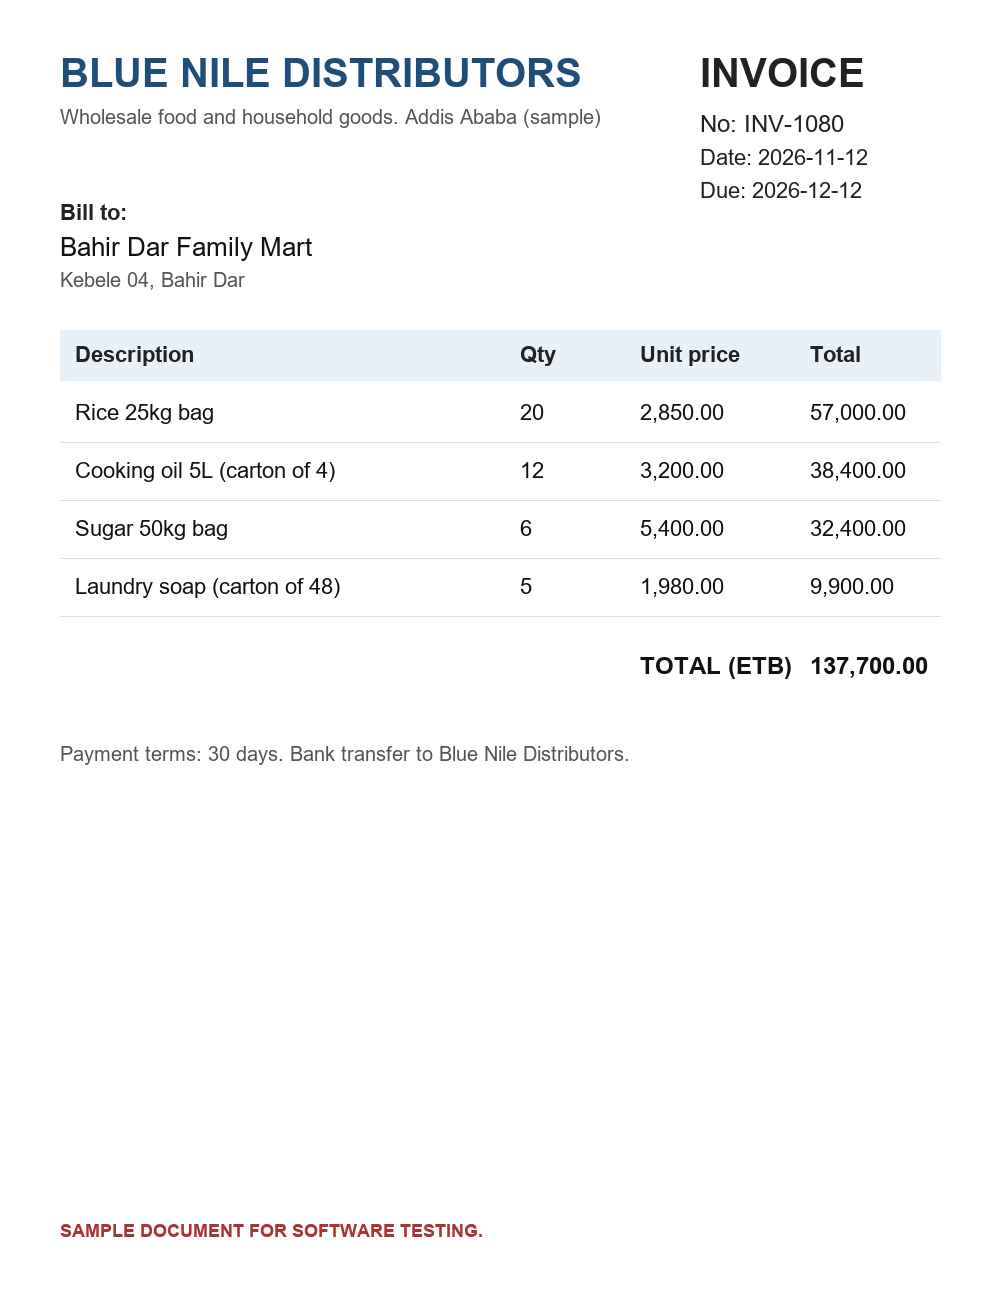 BLUE NILE DISTRIBUTORS
Wholesale food and household goods. Addis Ababa (sample)
INVOICE
No: INV-1080
Date: 2026-11-12
Due: 2026-12-12
Bill to:
Bahir Dar Family Mart
Kebele 04, Bahir Dar
Description Qty Unit price Total
Rice 25kg bag 20 2,850.00 57,000.00
Cooking oil 5L (carton of 4) 12 3,200.00 38,400.00
Sugar 50kg bag 6 5,400.00 32,400.00
Laundry soap (carton of 48) 5 1,980.00 9,900.00
TOTAL (ETB) 137,700.00
Payment terms: 30 days. Bank transfer to Blue Nile Distributors.
SAMPLE DOCUMENT FOR SOFTWARE TESTING.